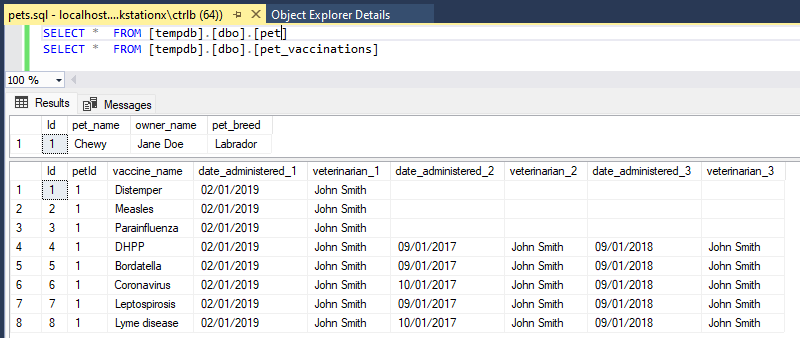 pets.sql - localhost....kstationx\ctrlb (64)) Object Explorer Details
SELECT * FROM [tempdb].[dbo].[pet]
SELECT * FROM [tempdb].[dbo].[pet_vaccinations]
100 %
Results Messages
Id pet_name owner_name pet_breed
1 1 Chewy Jane Doe Labrador
Id petId vaccine_name date_administered_1 veterinarian_1 date_administered_2 veterinarian_2 date_administered_3 veterinarian_3
1 1 1 Distemper 02/01/2019 John Smith
2 2 1 Measles 02/01/2019 John Smith
3 3 1 Parainfluenza 02/01/2019 John Smith
4 4 1 DHPP 02/01/2019 John Smith 09/01/2017 John Smith 09/01/2018 John Smith
5 5 1 Bordatella 02/01/2019 John Smith 09/01/2017 John Smith 09/01/2018 John Smith
6 6 1 Coronavirus 02/01/2019 John Smith 10/01/2017 John Smith 09/01/2018 John Smith
7 7 1 Leptospirosis 02/01/2019 John Smith 09/01/2017 John Smith 09/01/2018 John Smith
8 8 1 Lyme disease 02/01/2019 John Smith 10/01/2017 John Smith 09/01/2018 John Smith